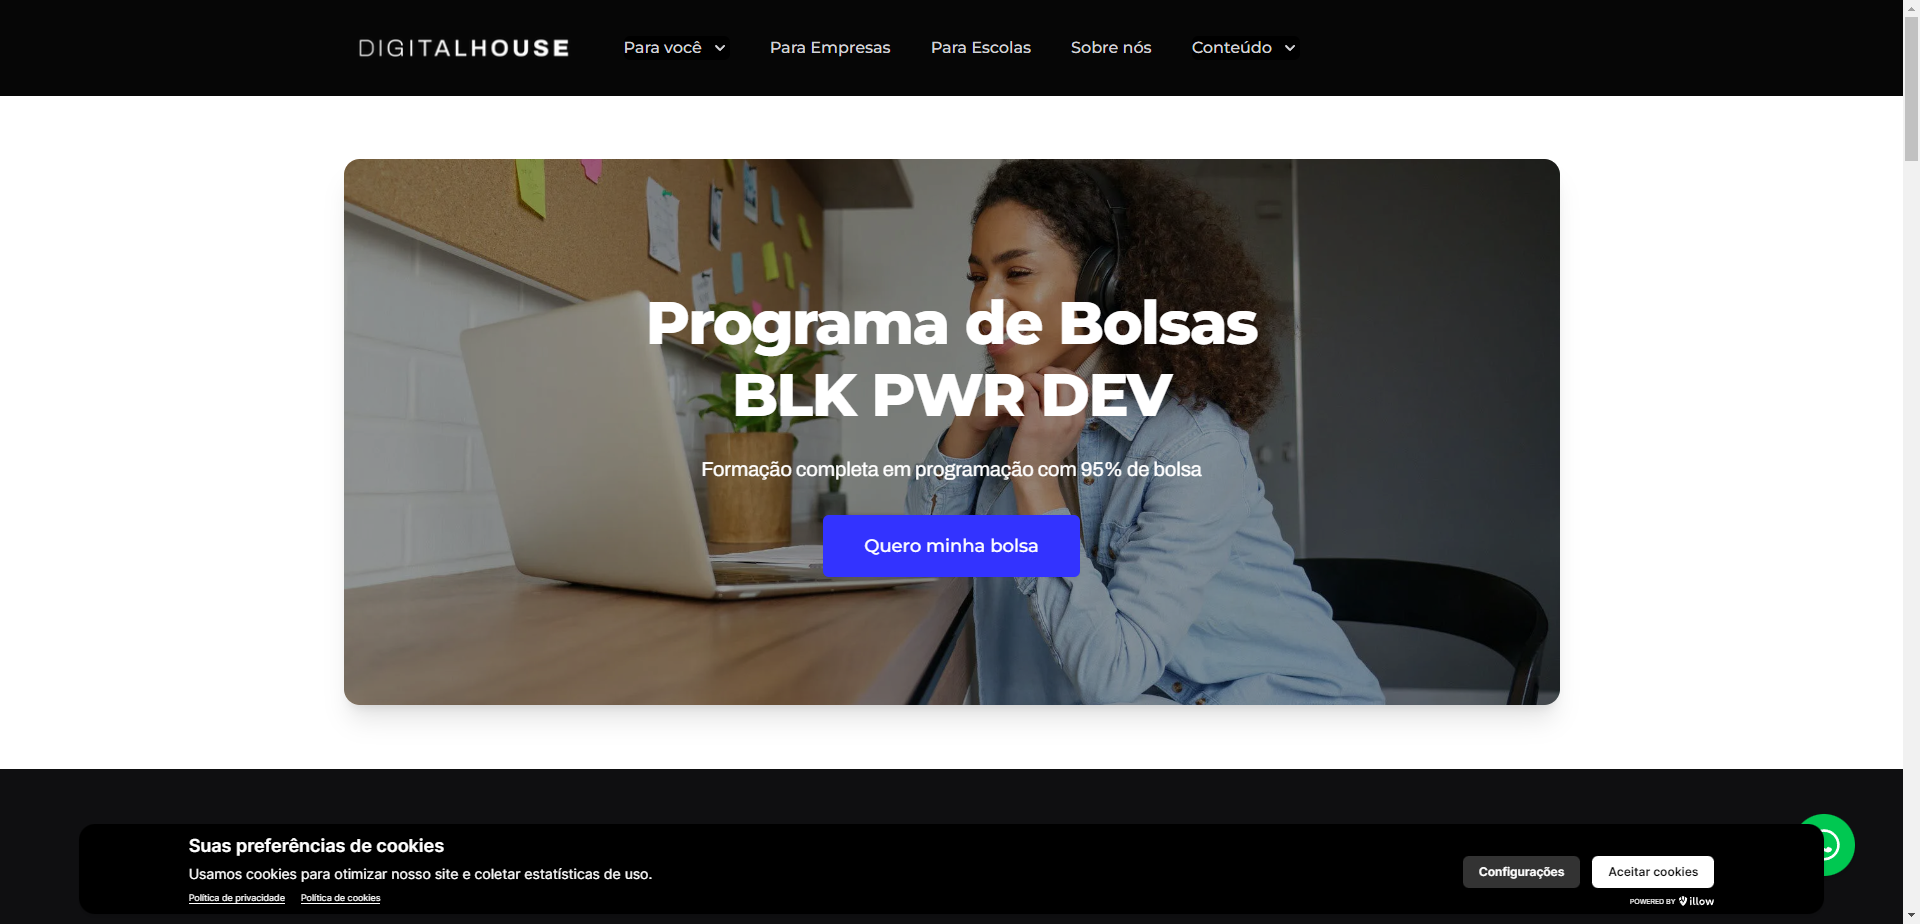 DIGITALHOUSE
Para você
Para Empresas
Para Escolas
Sobre nós
Conteúdo
Programa de Bolsas
BLK PWR DEV
Formação completa em programação com 95% de bolsa
Quero minha bolsa
Suas preferências de cookies
Usamos cookies para otimizar nosso site e coletar estatísticas de uso.
Política de privacidade
Política de cookies
Configurações
Aceitar cookies
POWERED BY illow